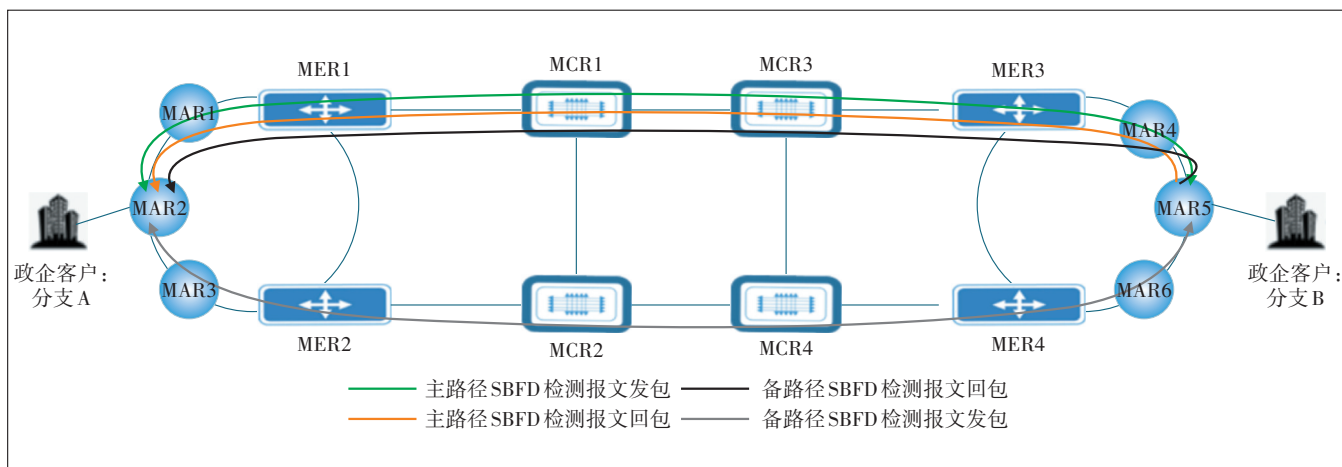 MER1
MCR1
MCR3
MER3
MAR1
MAR4
MAR2
MAR5
政企客户：
分支A
政企客户：
分支B
MAR3
MAR6
MER2
MCR2
MCR4
MER4
主路径SBFD检测报文发包
备路径SBFD检测报文回包
主路径SBFD检测报文回包
备路径SBFD检测报文发包